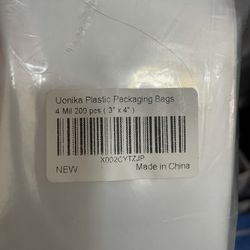 Uonika Plastic Packaging Bags
4 Mil 200 pcs ( 3" x 4" )
X002CYTZJP
NEW Made in China